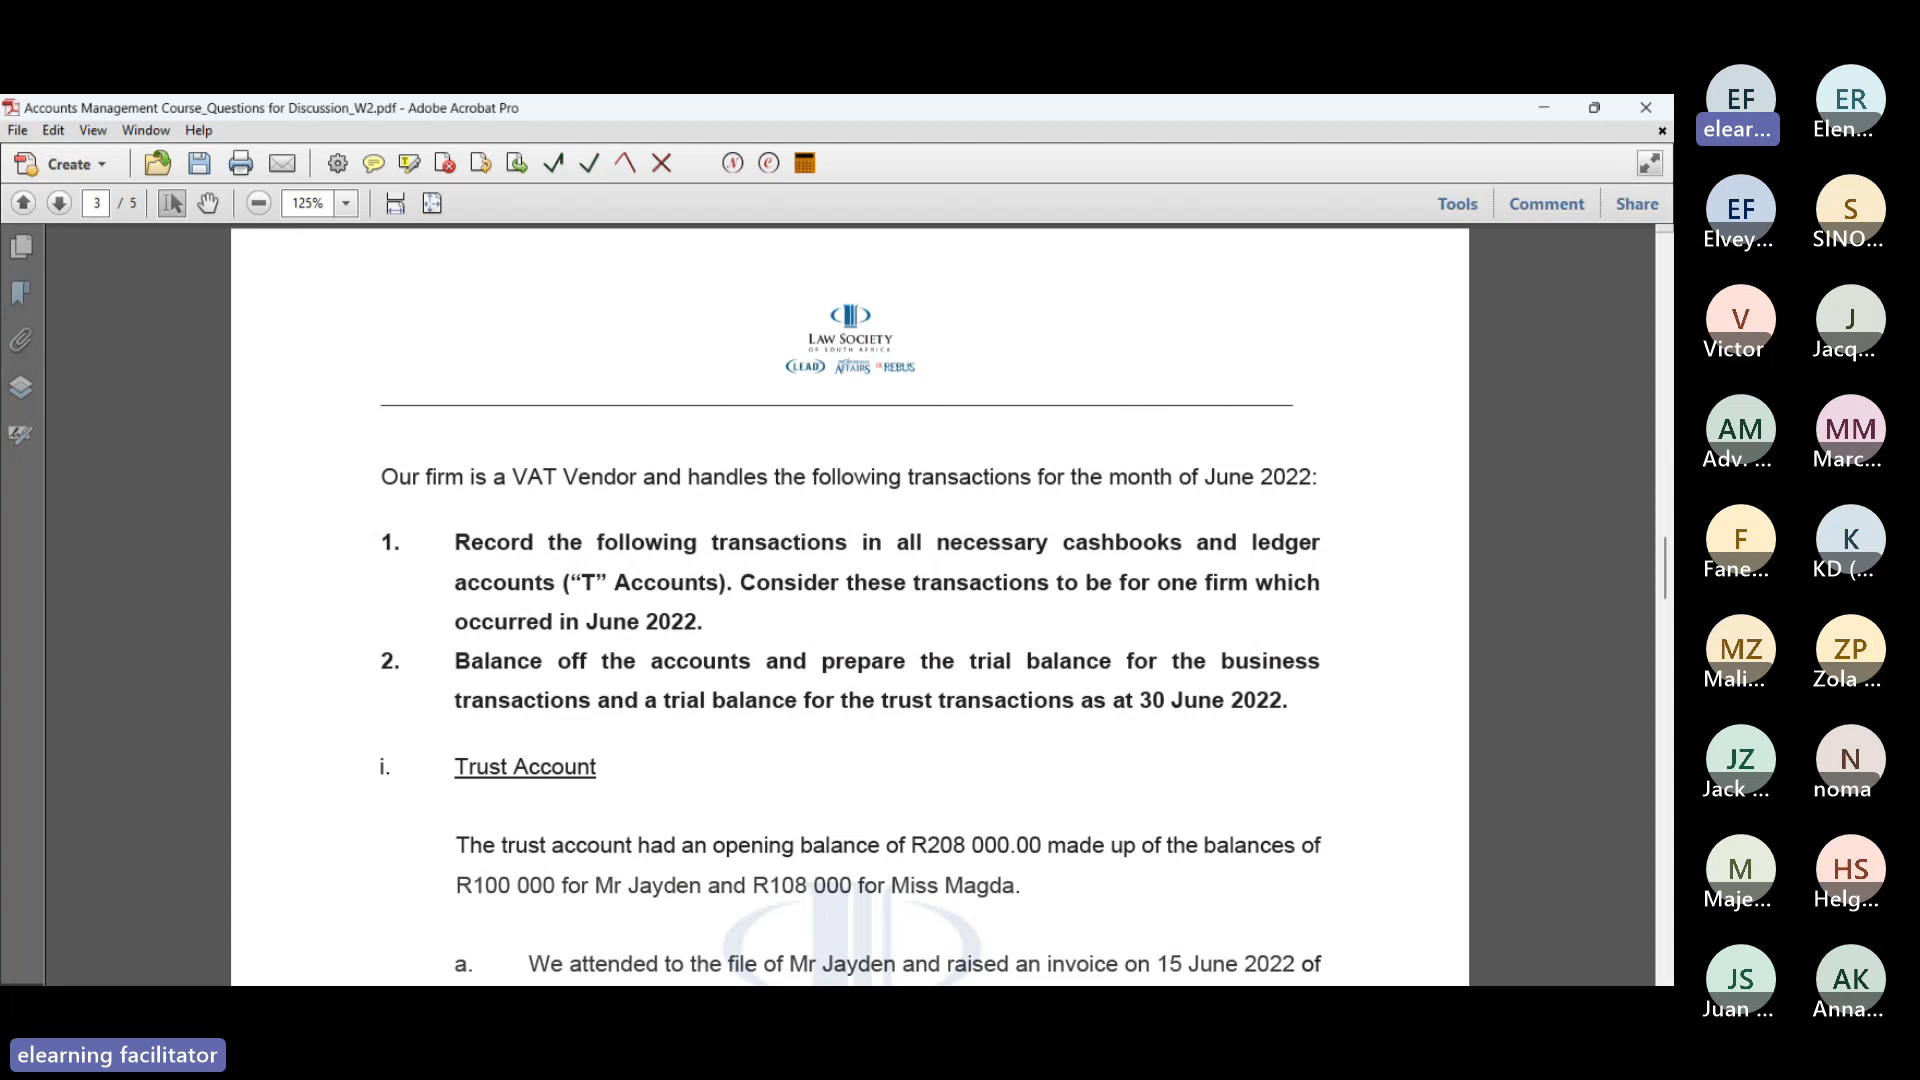 Accounts Management Course_Questions for Discussion_W2.pdf - Adobe Acrobat Pro
File Edit View Window Help
Create
3 / 5 125% Tools Comment Share
LAW SOCIETY
OF SOUTH AFRICA
LEAD AFFAIRS DE REBUS
Our firm is a VAT Vendor and handles the following transactions for the month of June 2022:
1. Record the following transactions in all necessary cashbooks and ledger
accounts (“T” Accounts). Consider these transactions to be for one firm which
occurred in June 2022.
2. Balance off the accounts and prepare the trial balance for the business
transactions and a trial balance for the trust transactions as at 30 June 2022.
i. Trust Account
The trust account had an opening balance of R208 000.00 made up of the balances of
R100 000 for Mr Jayden and R108 000 for Miss Magda.
a. We attended to the file of Mr Jayden and raised an invoice on 15 June 2022 of
elearning facilitator
EF ER
elear... Elen...
EF S
Elvey... SINO...
V J
Victor Jacq...
AM MM
Adv. ... Marc...
F K
Fane... KD (...
MZ ZP
Mali... Zola ...
JZ N
Jack ... noma
M HS
Maje... Helg...
JS AK
Juan ... Anna...